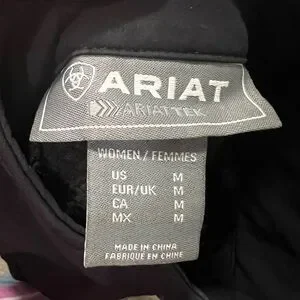 ARIAT
ARIATTEK
WOMEN / FEMMES
US M
EUR/UK M
CA M
MX M
MADE IN CHINA
FABRIQUÉ EN CHINE